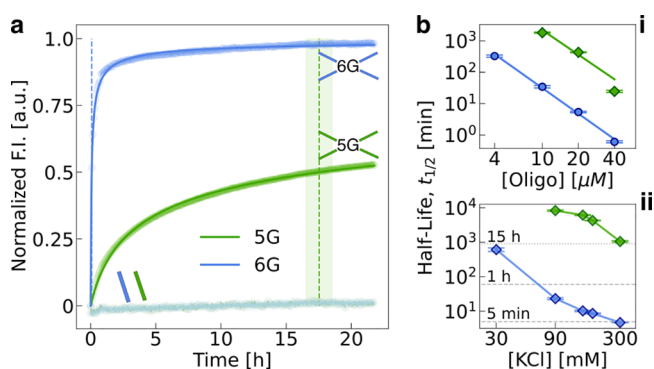 a
Normalized F.I. [a.u.]
1.0
0.75
0.5
0.25
0
6G
5G
5G
6G
0
5
10
15
20
Time [h]
b
i
Half-Life, t1/2 [min]
10³
10²
10¹
10⁰
4
10
20
40
[Oligo] [µM]
ii
10⁴
10³
10²
10¹
15 h
1 h
5 min
30
90
300
[KCl] [mM]